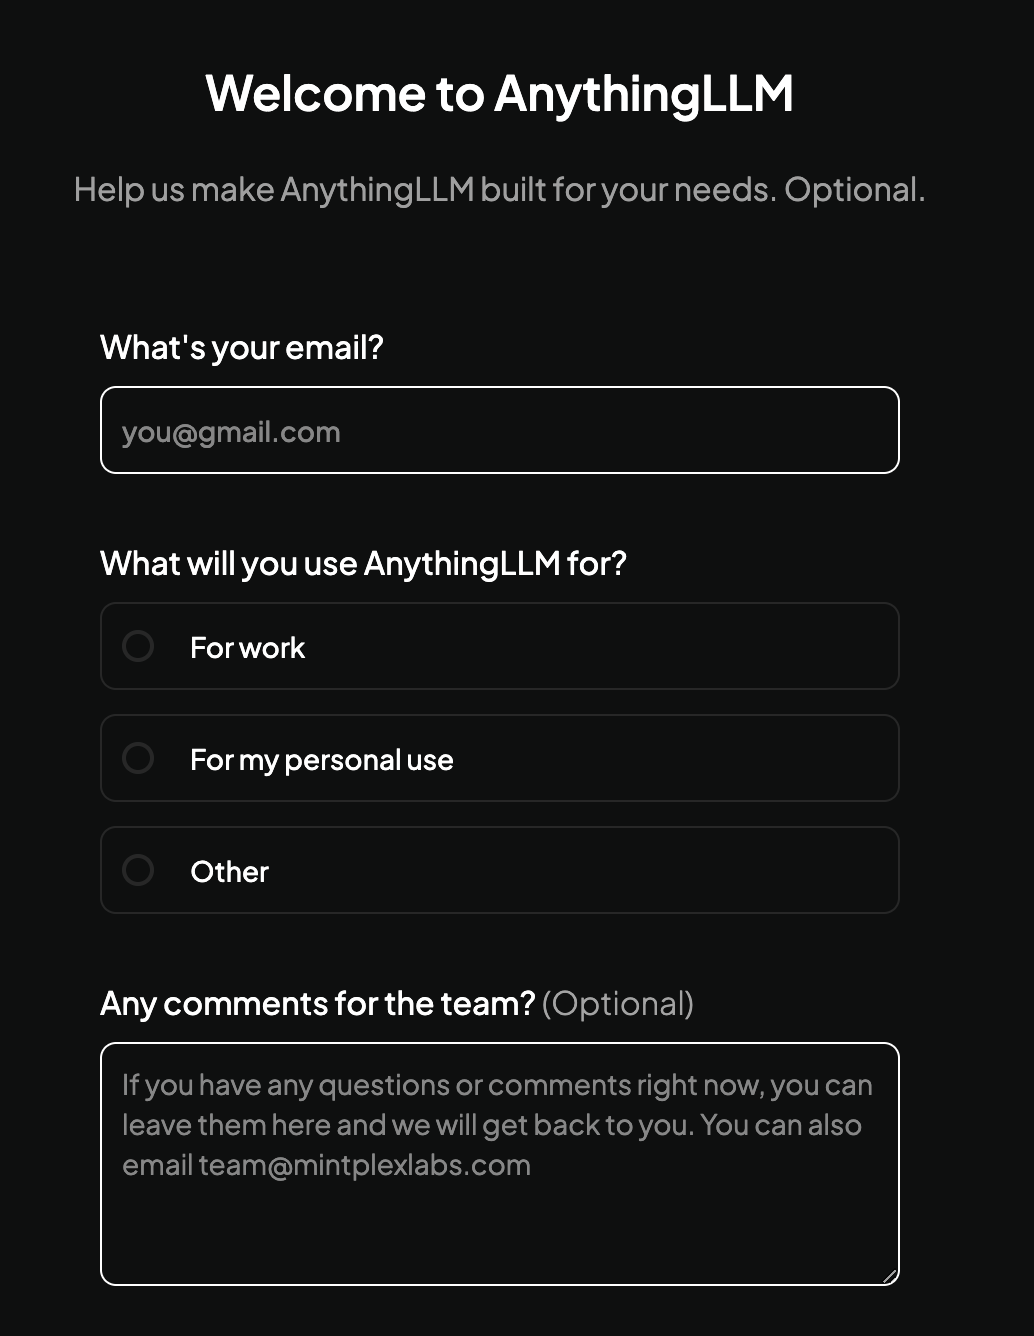 Welcome to AnythingLLM
Help us make AnythingLLM built for your needs. Optional.
What's your email?
you@gmail.com
What will you use AnythingLLM for?
For work
For my personal use
Other
Any comments for the team? (Optional)
If you have any questions or comments right now, you can
leave them here and we will get back to you. You can also
email team@mintplexlabs.com